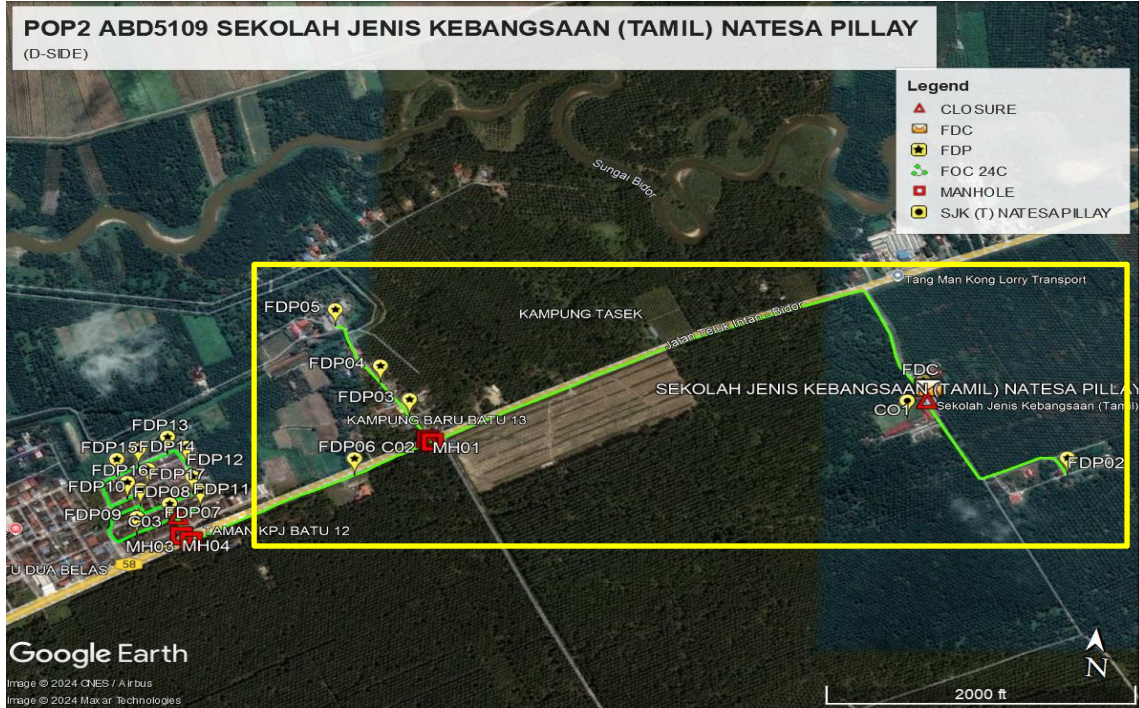 POP2 ABD5109 SEKOLAH JENIS KEBANGSAAN (TAMIL) NATESA PILLAY
(D-SIDE)
Legend
CLOSURE
FDC
FDP
FOC 24C
MANHOLE
SJK (T) NATESA PILLAY
Sungai Bidor
Tang Man Kong Lorry Transport
FDP05
KAMPUNG TASEK
Jalan Teluk Intan - Bidor
FDP04
FDC
SEKOLAH JENIS KEBANGSAAN (TAMIL) NATESA PILLAY
FDP03
CO1
Sekolah Jenis Kebangsaan (Tamil)
KAMPUNG BARU BATU 13
FDP13
FDP06 C02 MH01
FDP15 FDP14
FDP12
FDP02
FDP16 FDP17
FDP10 FDP08 FDP11
FDP09 C03 FDP07
TAMAN KPJ BATU 12
MH03 MH04
58
TU DUA BELAS
Google Earth
Image © 2024 CNES / Airbus
Image © 2024 Maxar Technologies
N
2000 ft